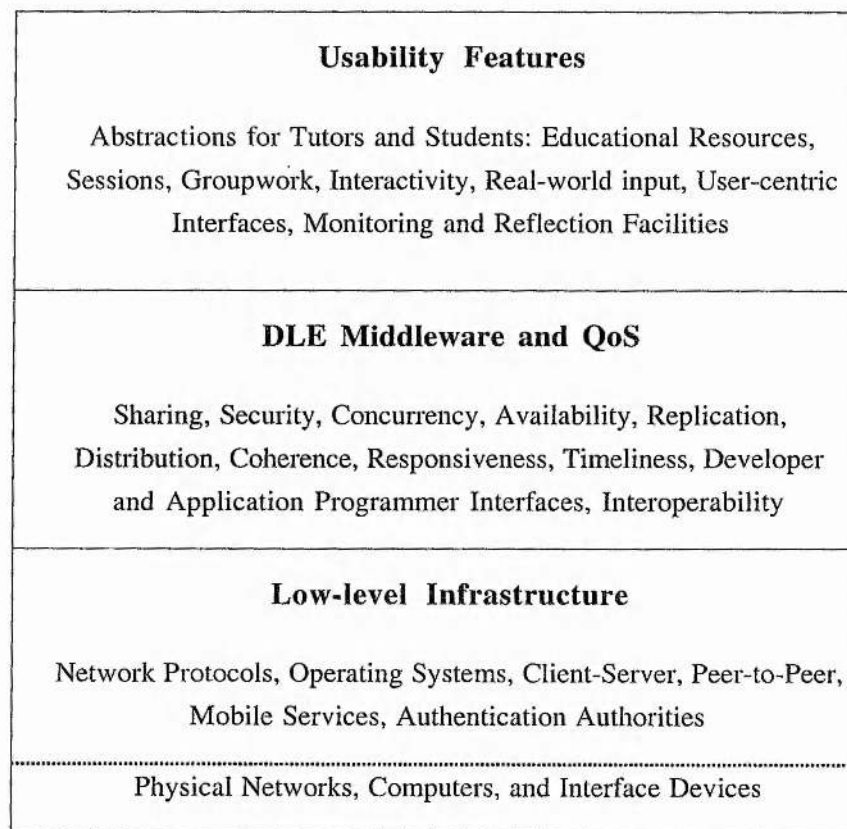 Usability Features
Abstractions for Tutors and Students: Educational Resources,
Sessions, Groupwork, Interactivity, Real-world input, User-centric
Interfaces, Monitoring and Reflection Facilities
DLE Middleware and QoS
Sharing, Security, Concurrency, Availability, Replication,
Distribution, Coherence, Responsiveness, Timeliness, Developer
and Application Programmer Interfaces, Interoperability
Low-level Infrastructure
Network Protocols, Operating Systems, Client-Server, Peer-to-Peer,
Mobile Services, Authentication Authorities
Physical Networks, Computers, and Interface Devices